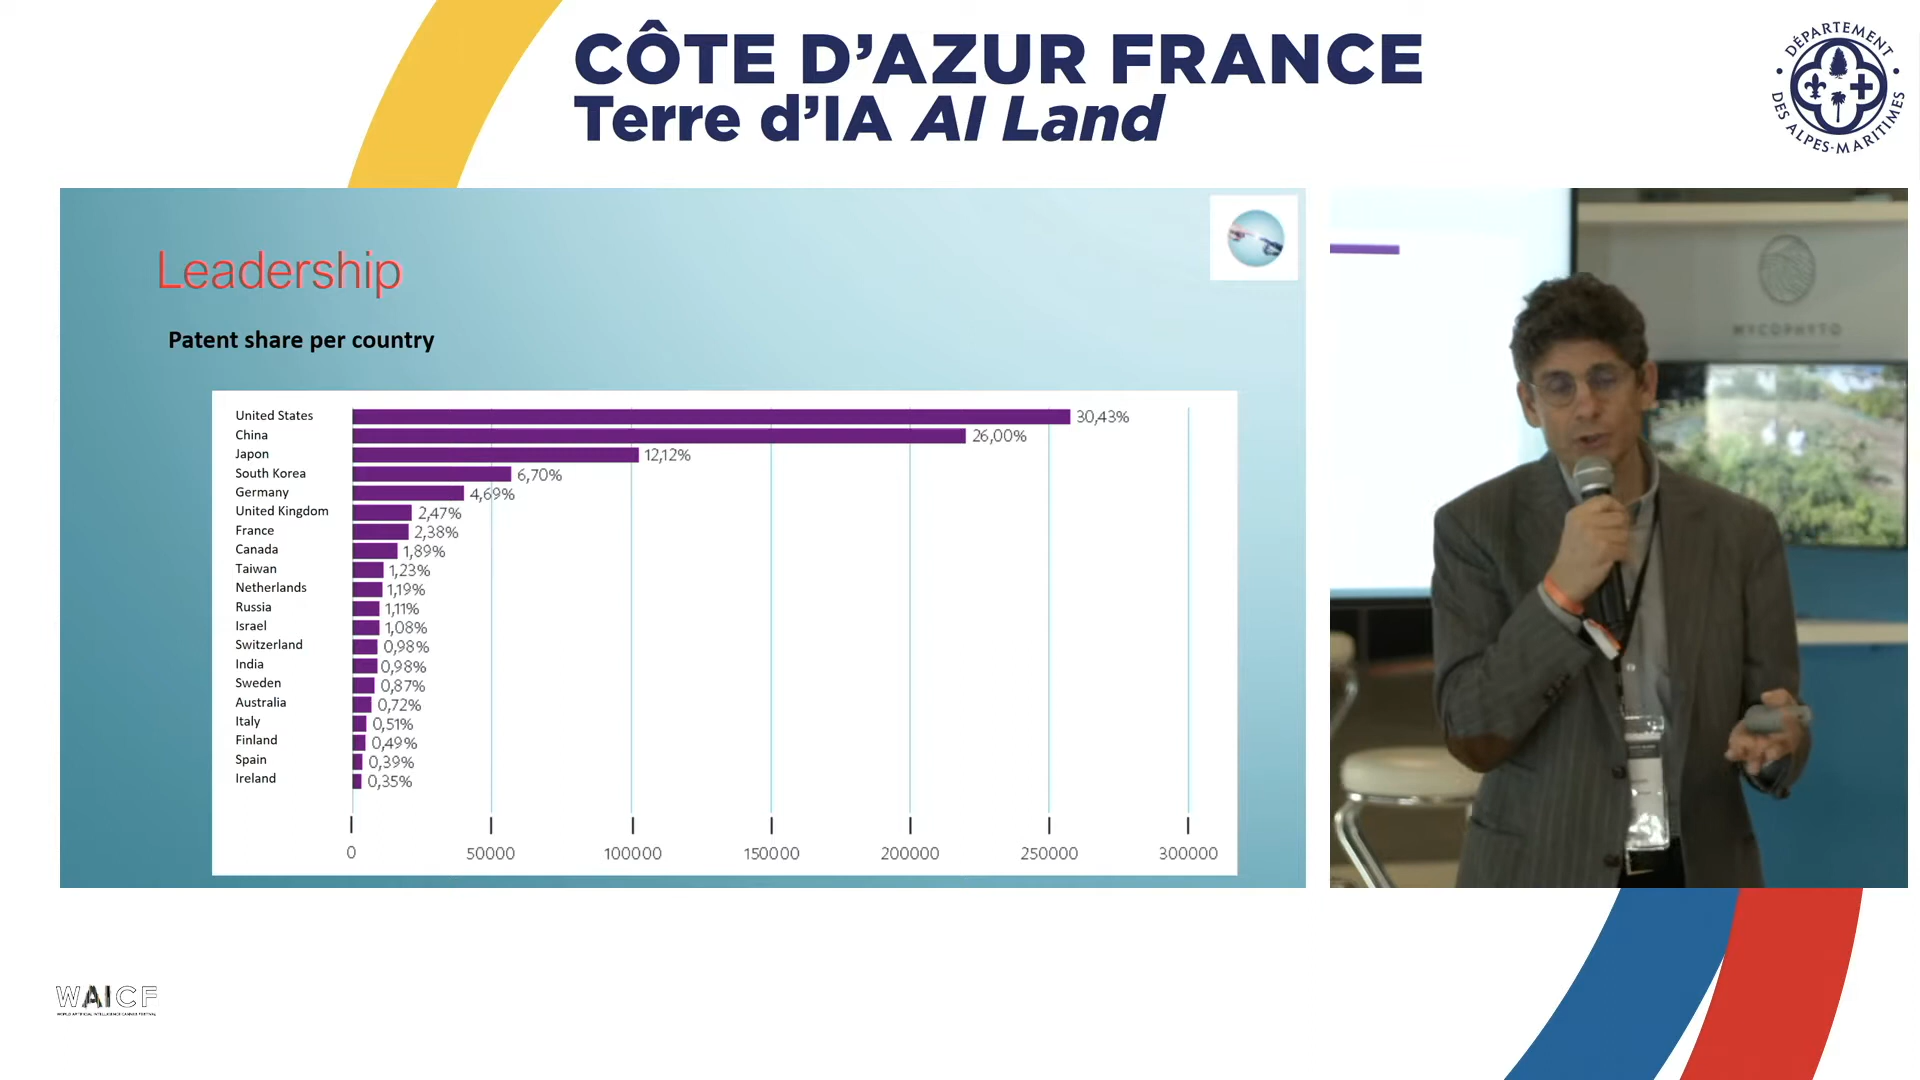 CÔTE D’AZUR FRANCE
Terre d’IA AI Land
DÉPARTEMENT
DES ALPES-MARITIMES
Leadership
Patent share per country
United States 30,43%
China 26,00%
Japon 12,12%
South Korea 6,70%
Germany 4,69%
United Kingdom 2,47%
France 2,38%
Canada 1,89%
Taiwan 1,23%
Netherlands 1,19%
Russia 1,11%
Israel 1,08%
Switzerland 0,98%
India 0,98%
Sweden 0,87%
Australia 0,72%
Italy 0,51%
Finland 0,49%
Spain 0,39%
Ireland 0,35%
0 50000 100000 150000 200000 250000 300000
MYCOPHYTO
WAICF
WORLD ARTIFICIAL INTELLIGENCE CANNES FESTIVAL